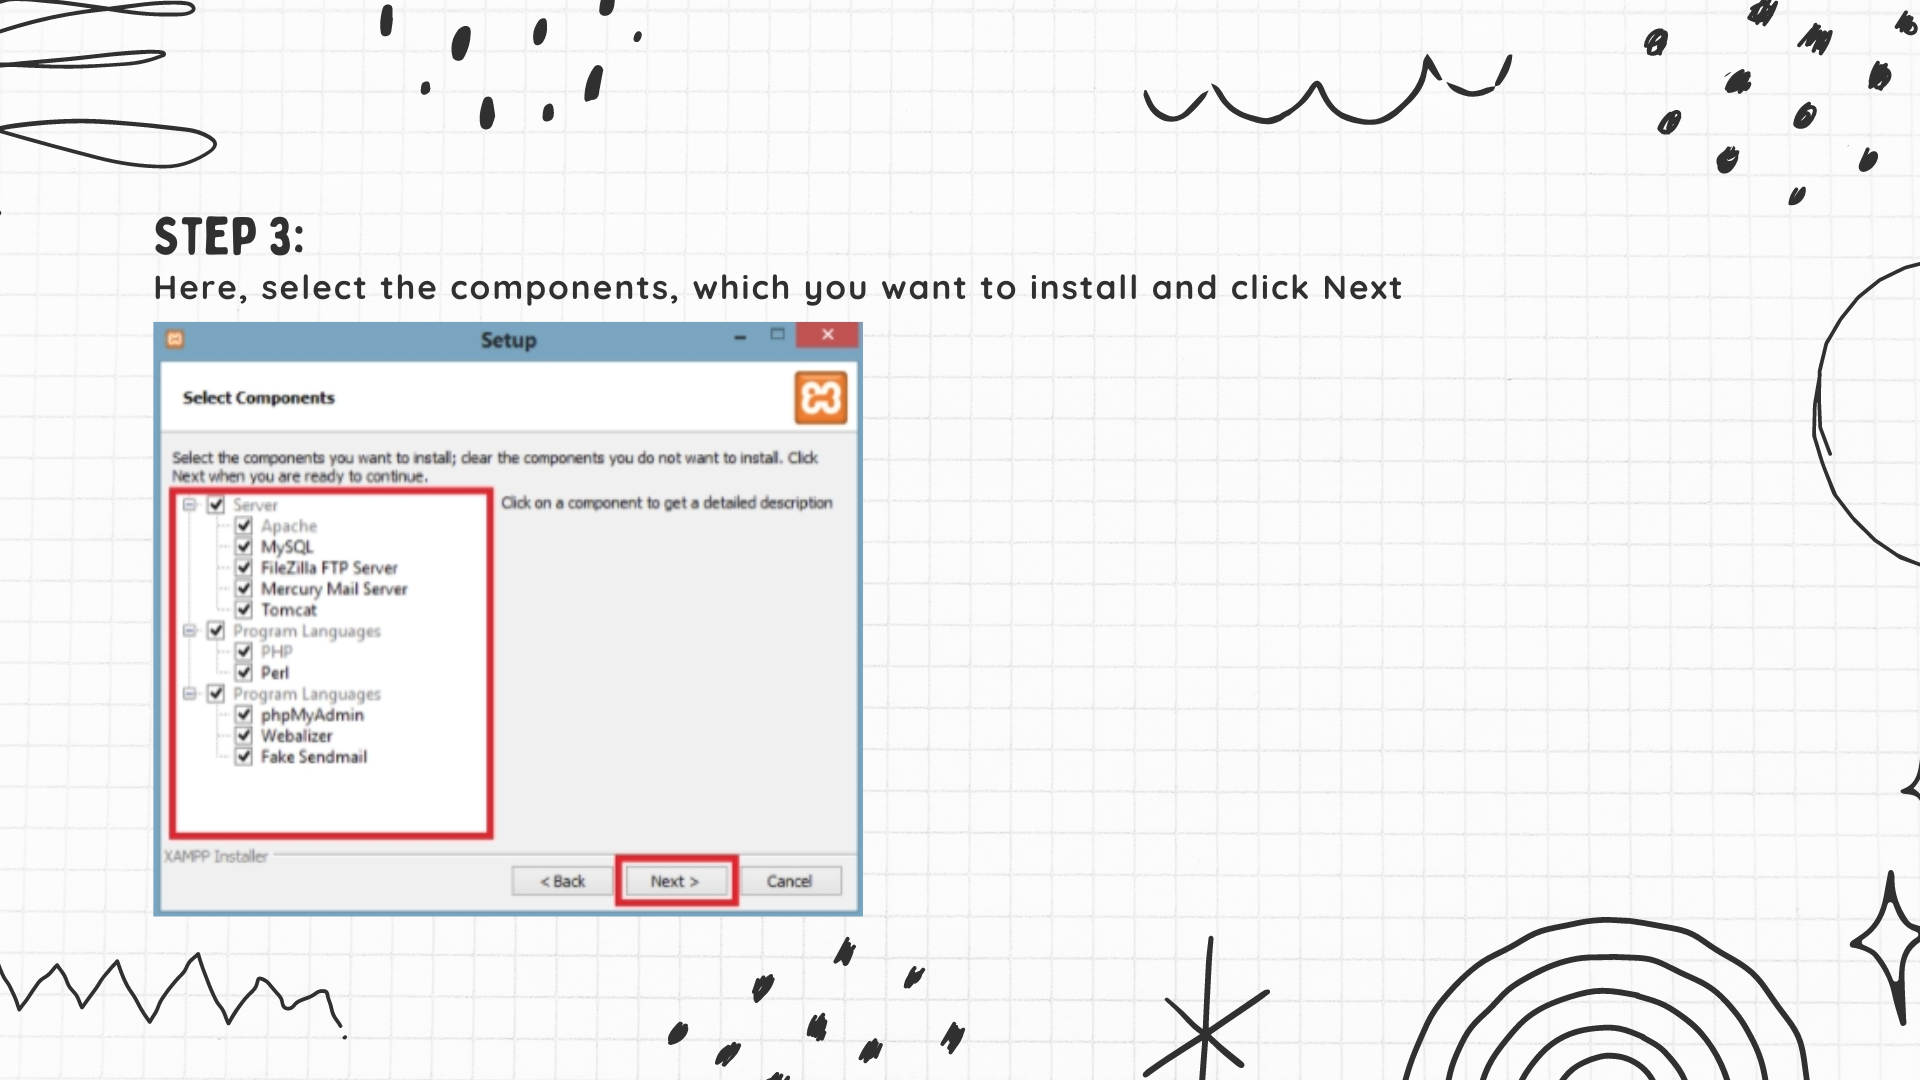 STEP 3:
Here, select the components, which you want to install and click Next
Setup
Select Components
Select the components you want to install; clear the components you do not want to install. Click
Next when you are ready to continue.
Server
Click on a component to get a detailed description
Apache
MySQL
FileZilla FTP Server
Mercury Mail Server
Tomcat
Program Languages
PHP
Perl
Program Languages
phpMyAdmin
Webalizer
Fake Sendmail
XAMPP Installer
< Back
Next >
Cancel